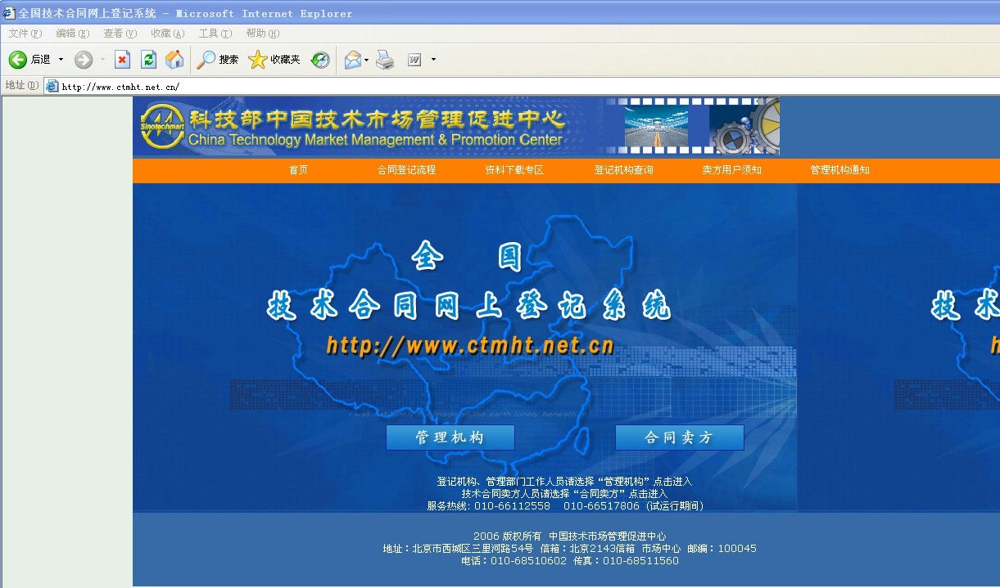 全国技术合同网上登记系统 - Microsoft Internet Explorer
文件(F) 编辑(E) 查看(V) 收藏(A) 工具(T) 帮助(H)
后退 搜索 收藏夹
地址(D) http://www.ctmht.net.cn/
Sinotechmart 科技部中国技术市场管理促进中心
China Technology Market Management & Promotion Center
首页 合同登记流程 资料下载专区 登记机构查询 卖方用户须知 管理机构通知
全 国
技术合同网上登记系统 技术
http://www.ctmht.net.cn h
管理机构 合同卖方
登记机构、管理部门工作人员请选择“管理机构”点击进入
技术合同卖方人员请选择“合同卖方”点击进入
服务热线: 010-66112558 010-66517806 (试运行期间)
2006 版权所有 中国技术市场管理促进中心
地址：北京市西城区三里河路54号 信箱：北京2143信箱 市场中心 邮编：100045
电话：010-68510602 传真：010-68511560